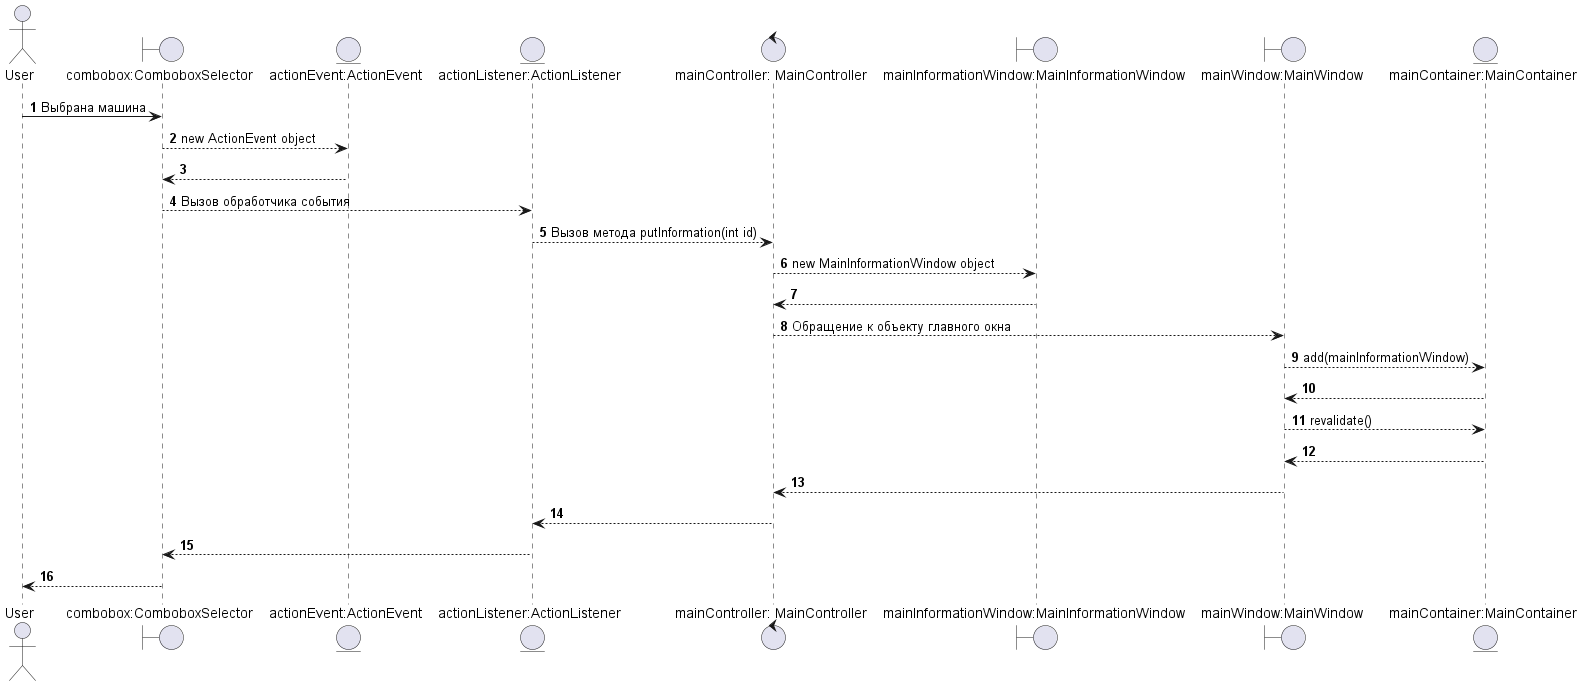 User
combobox:ComboboxSelector
actionEvent:ActionEvent
actionListener:ActionListener
mainController: MainController
mainInformationWindow:MainInformationWindow
mainWindow:MainWindow
mainContainer:MainContainer
1 Выбрана машина
2 new ActionEvent object
3
4 Вызов обработчика события
5 Вызов метода putInformation(int id)
6 new MainInformationWindow object
7
8 Обращение к объекту главного окна
9 add(mainInformationWindow)
10
11 revalidate()
12
13
14
15
16
User
combobox:ComboboxSelector
actionEvent:ActionEvent
actionListener:ActionListener
mainController: MainController
mainInformationWindow:MainInformationWindow
mainWindow:MainWindow
mainContainer:MainContainer